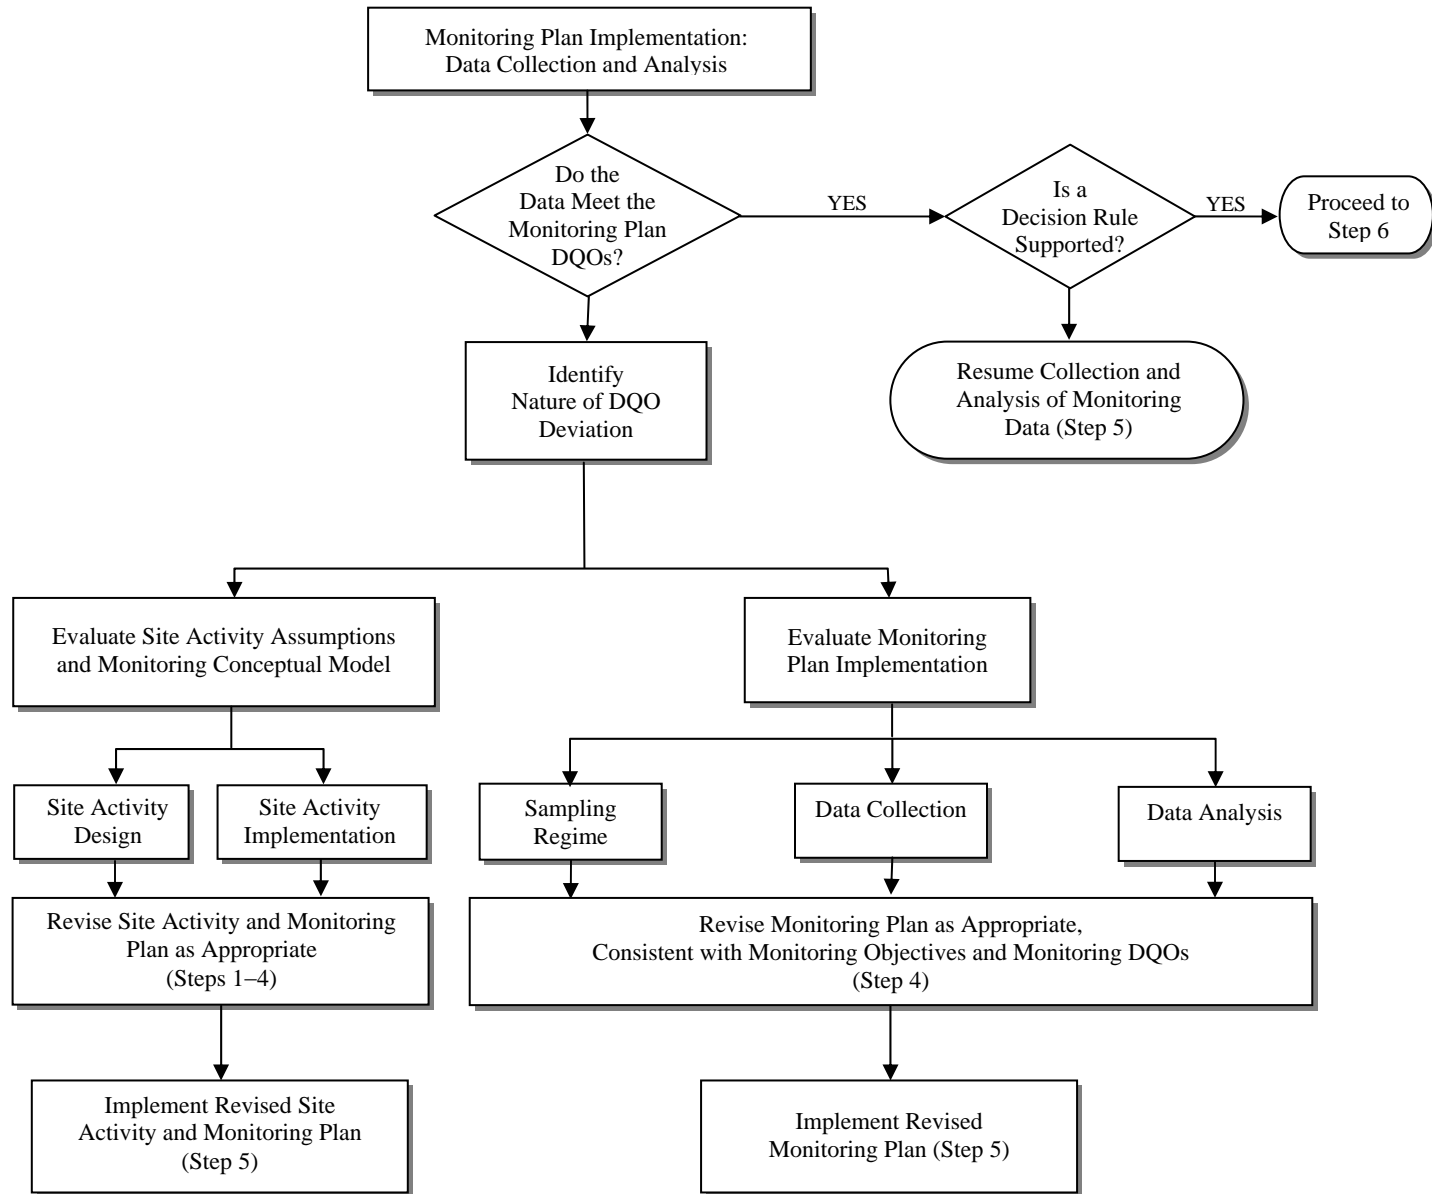 Monitoring Plan Implementation:
Data Collection and Analysis
Do the
Data Meet the
Monitoring Plan
DQOs?
YES
Is a
Decision Rule
Supported?
YES
Proceed to
Step 6
Identify
Nature of DQO
Deviation
Resume Collection and
Analysis of Monitoring
Data (Step 5)
Evaluate Site Activity Assumptions
and Monitoring Conceptual Model
Evaluate Monitoring
Plan Implementation
Site Activity
Design
Site Activity
Implementation
Sampling
Regime
Data Collection
Data Analysis
Revise Site Activity and Monitoring
Plan as Appropriate
(Steps 1–4)
Revise Monitoring Plan as Appropriate,
Consistent with Monitoring Objectives and Monitoring DQOs
(Step 4)
Implement Revised Site
Activity and Monitoring Plan
(Step 5)
Implement Revised
Monitoring Plan (Step 5)